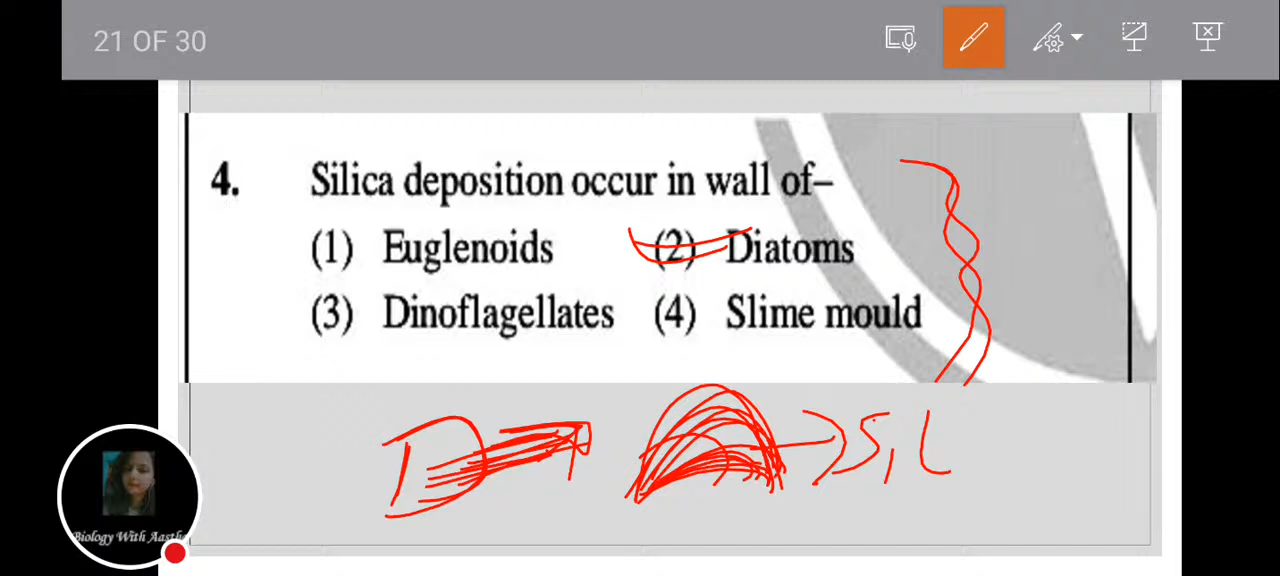 21 OF 30
4. Silica deposition occur in wall of–
(1) Euglenoids (2) Diatoms
(3) Dinoflagellates (4) Slime mould
D
Biology With Aastha